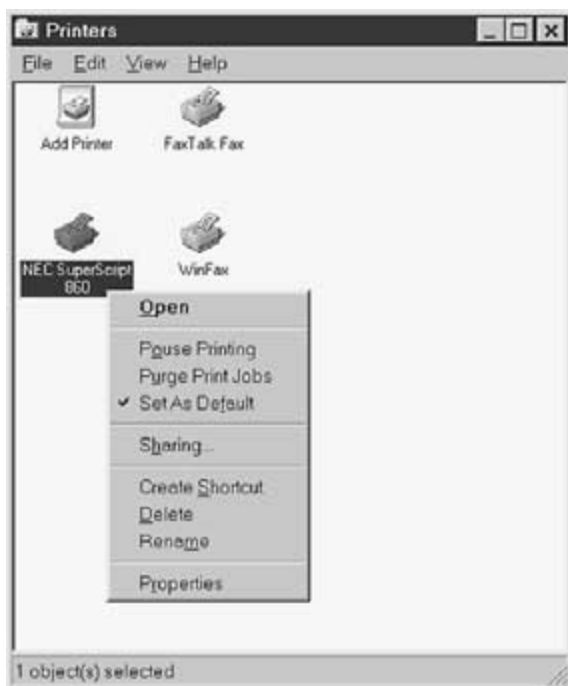 Printers
File Edit View Help
Add Printer FaxTalk Fax
NEC SuperScript WinFax
860
Open
Pause Printing
Purge Print Jobs
Set As Default
Sharing...
Create Shortcut
Delete
Rename
Properties
1 object(s) selected